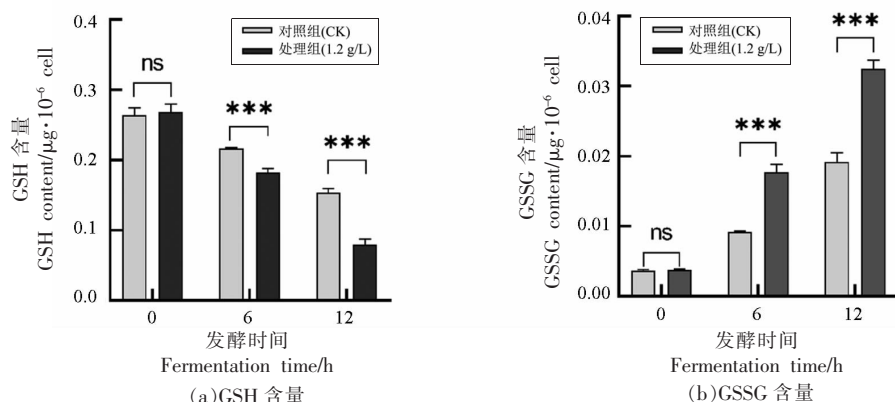 0.4
0.3
0.2
0.1
0.0
GSH 含量
GSH content/μg·10⁻⁶ cell
对照组(CK)
处理组(1.2 g/L)
ns
***
***
0 6 12
发酵时间
Fermentation time/h
(a)GSH 含量
0.04
0.03
0.02
0.01
0.00
GSSG 含量
GSSG content/μg·10⁻⁶ cell
对照组(CK)
处理组(1.2 g/L)
ns
***
***
0 6 12
发酵时间
Fermentation time/h
(b)GSSG 含量